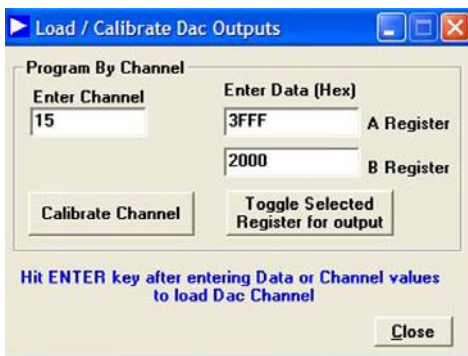 Load / Calibrate Dac Outputs
Program By Channel
Enter Channel
Enter Data (Hex)
15
3FFF
A Register
2000
B Register
Calibrate Channel
Toggle Selected
Register for output
Hit ENTER key after entering Data or Channel values
to load Dac Channel
Close